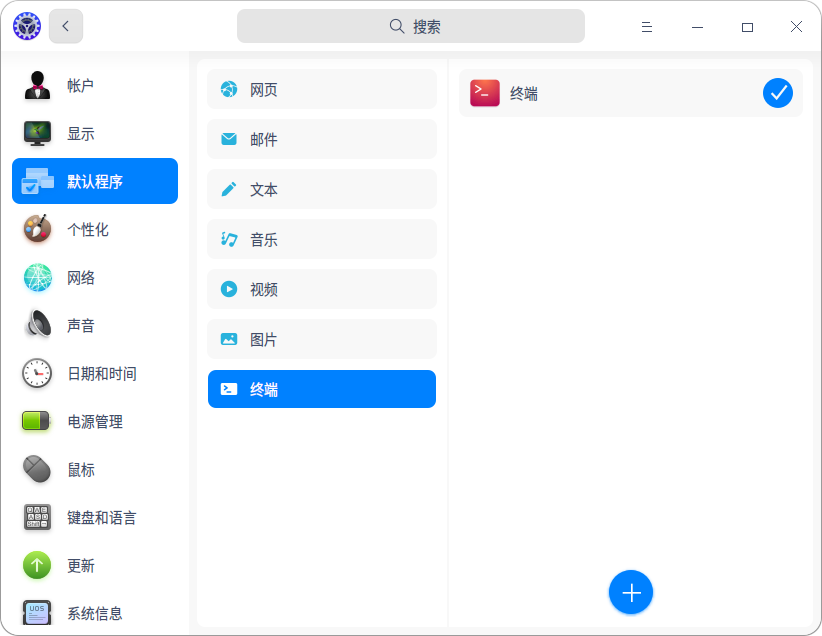 搜索
帐户
显示
默认程序
个性化
网络
声音
日期和时间
电源管理
鼠标
键盘和语言
更新
UOS
系统信息
网页
邮件
文本
音乐
视频
图片
终端
终端